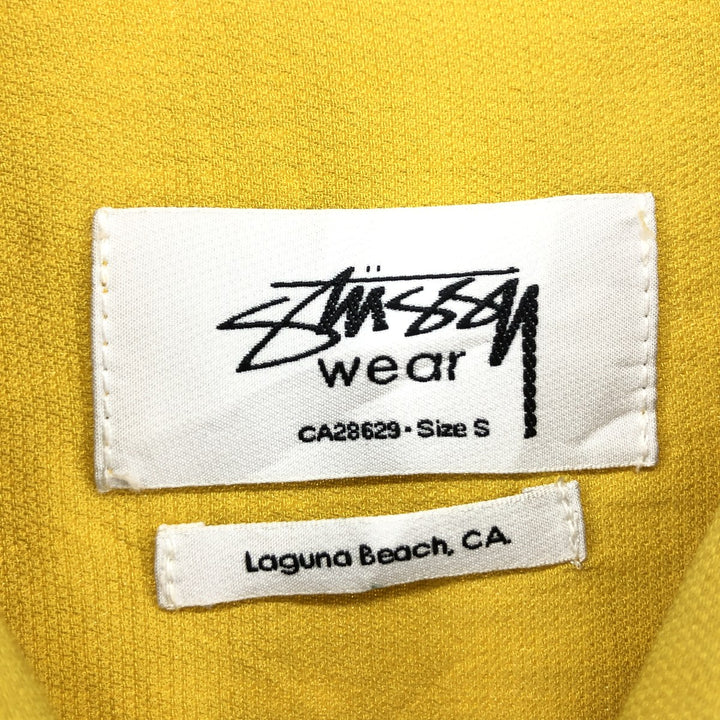 Stüssy
wear
CA28629 · Size S
Laguna Beach, CA.